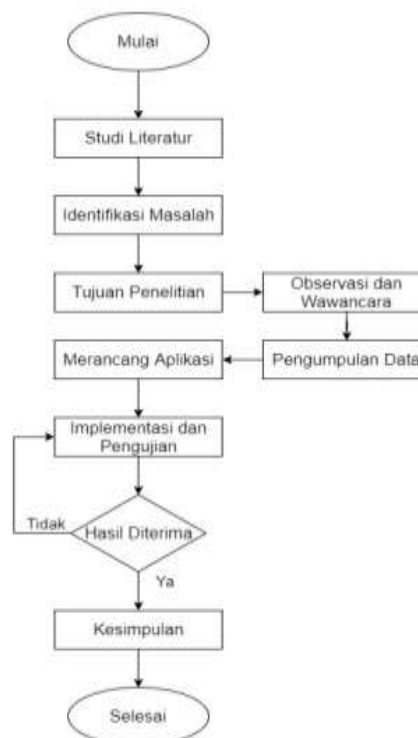 Mulai
Studi Literatur
Identifikasi Masalah
Tujuan Penelitian
Observasi dan
Wawancara
Merancang Aplikasi
Pengumpulan Data
Implementasi dan
Pengujian
Tidak
Hasil Diterima
Ya
Kesimpulan
Selesai